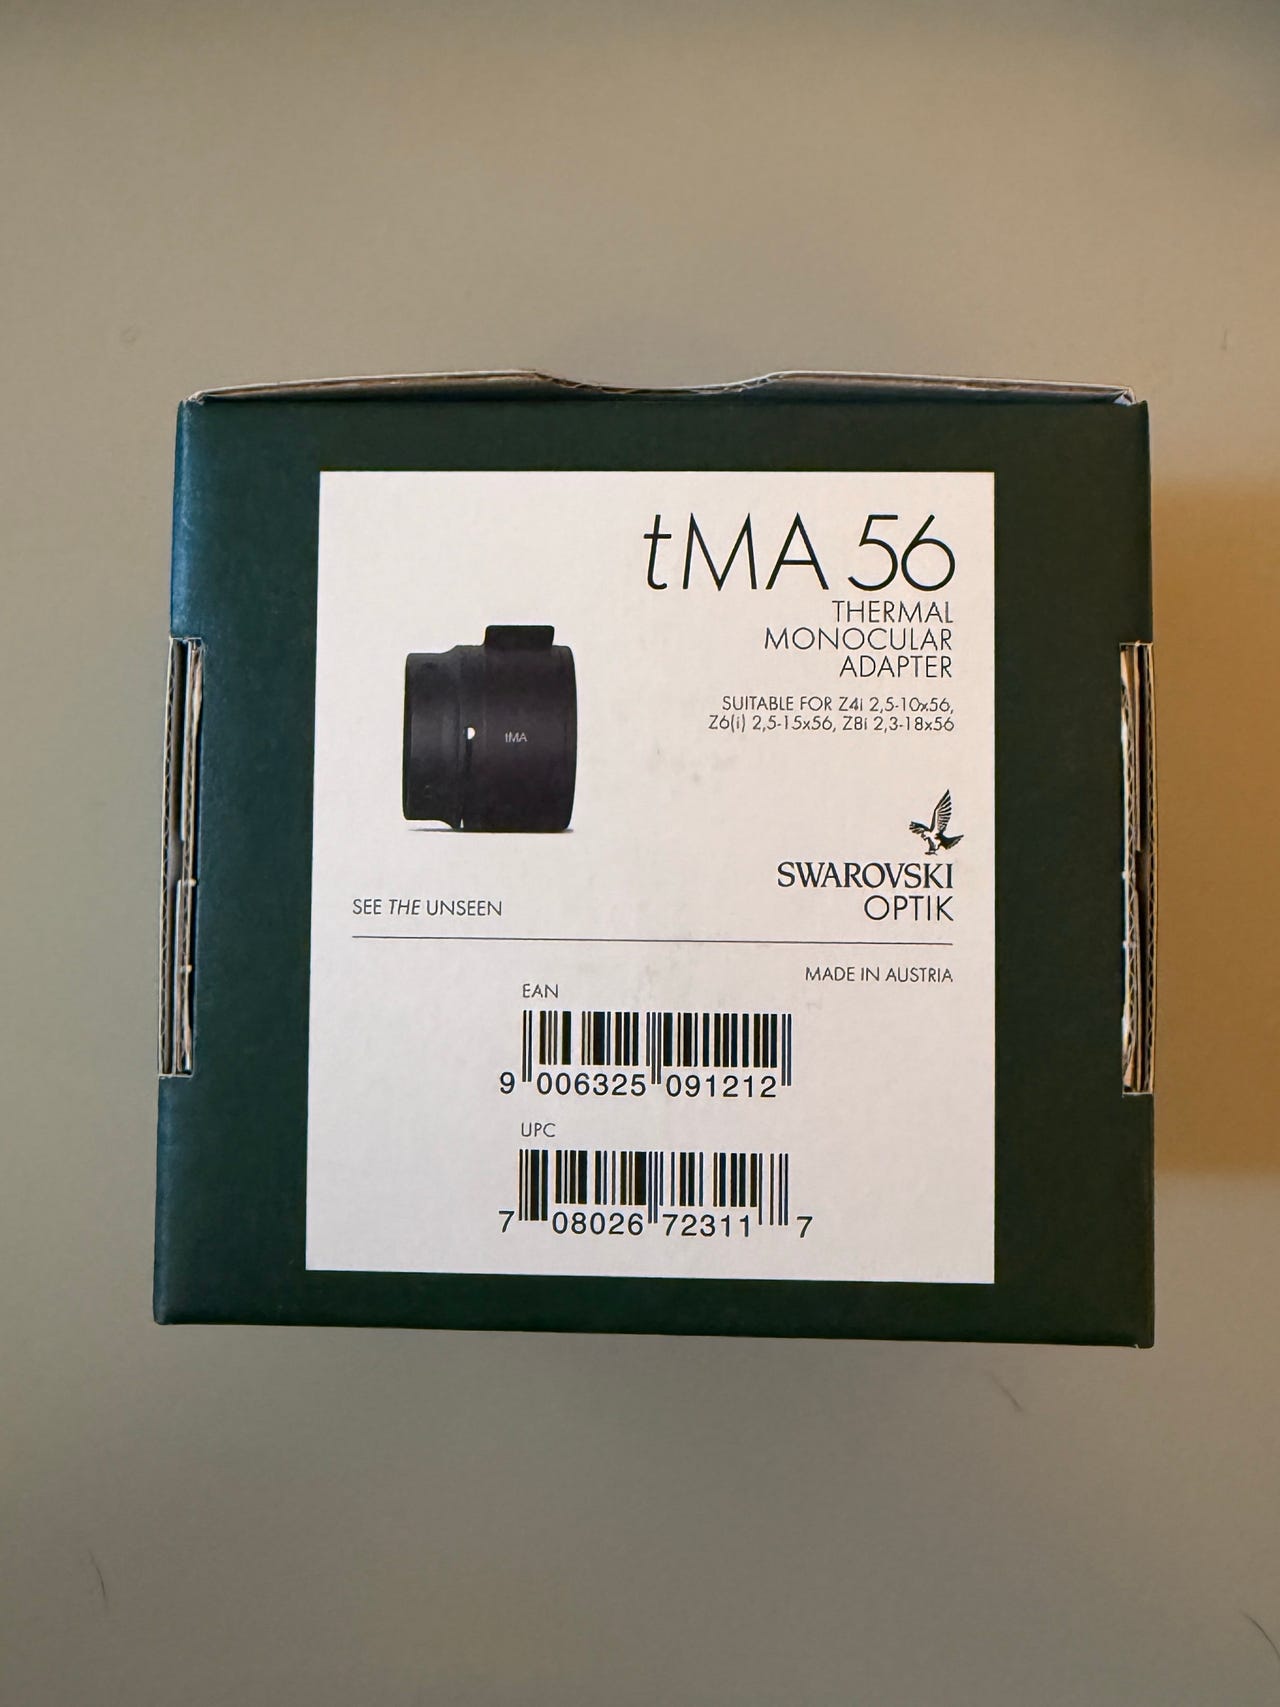 tMA 56
THERMAL
MONOCULAR
ADAPTER
SUITABLE FOR Z4i 2,5-10x56,
Z6(i) 2,5-15x56, Z8i 2,3-18x56
tMA
SWAROVSKI
OPTIK
SEE THE UNSEEN
MADE IN AUSTRIA
EAN
9 006325 091212
UPC
7 08026 72311 7